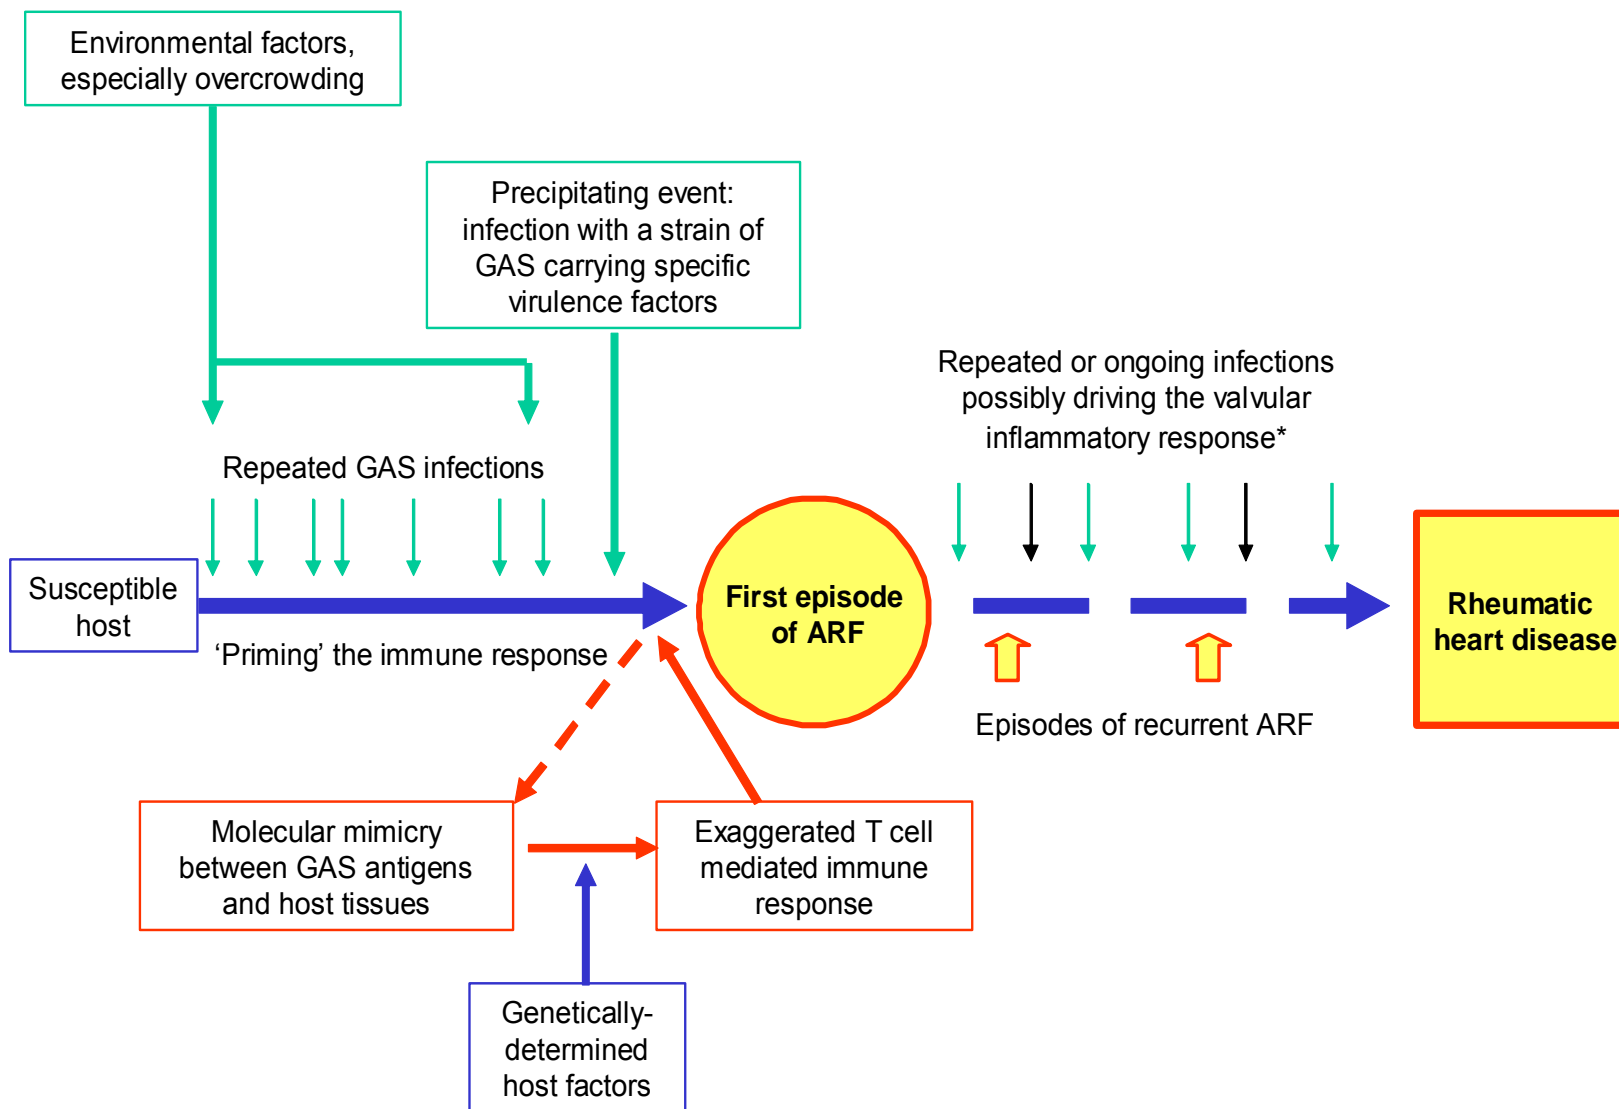 Environmental factors,
especially overcrowding
Precipitating event:
infection with a strain of
GAS carrying specific
virulence factors
Repeated or ongoing infections
possibly driving the valvular
inflammatory response*
Repeated GAS infections
Susceptible
host
‘Priming’ the immune response
First episode
of ARF
Rheumatic
heart disease
Episodes of recurrent ARF
Molecular mimicry
between GAS antigens
and host tissues
Exaggerated T cell
mediated immune
response
Genetically-
determined
host factors